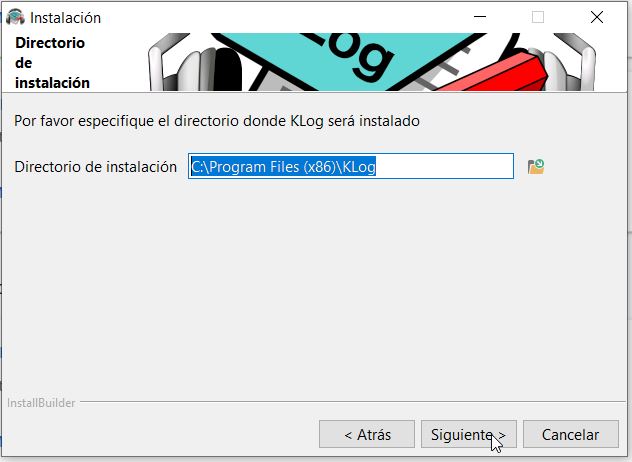 Instalación
Directorio
de
instalación
Log
Por favor especifique el directorio donde KLog será instalado
Directorio de instalación C:\Program Files (x86)\KLog
InstallBuilder
< Atrás Siguiente > Cancelar